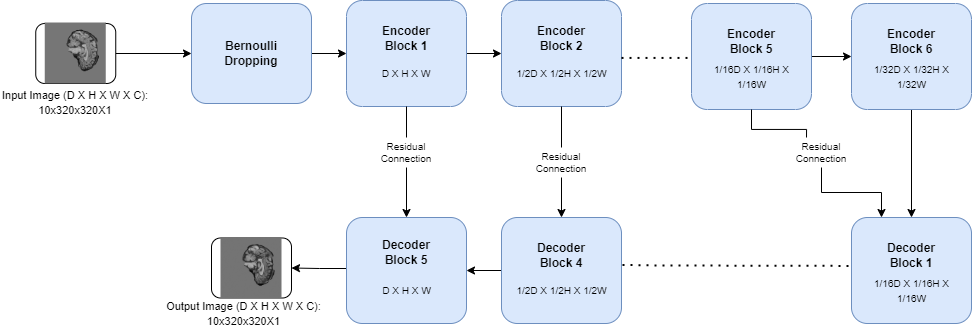 Input Image (D X H X W X C):
10x320x320X1
Bernoulli
Dropping
Encoder
Block 1
D X H X W
Encoder
Block 2
1/2D X 1/2H X 1/2W
Encoder
Block 5
1/16D X 1/16H X
1/16W
Encoder
Block 6
1/32D X 1/32H X
1/32W
Residual
Connection
Residual
Connection
Residual
Connection
Output Image (D X H X W X C):
10x320x320X1
Decoder
Block 5
D X H X W
Decoder
Block 4
1/2D X 1/2H X 1/2W
Decoder
Block 1
1/16D X 1/16H X
1/16W